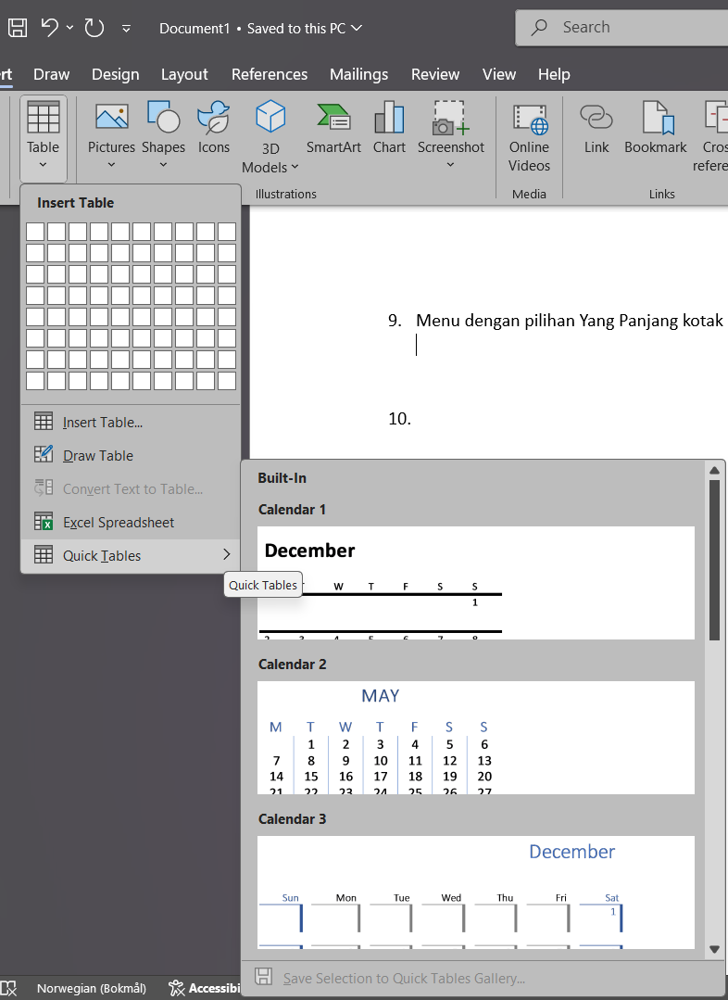 Document1 • Saved to this PC
Search
rt Draw Design Layout References Mailings Review View Help
Table Pictures Shapes Icons 3D Models SmartArt Chart Screenshot Online Videos Link Bookmark Cros refere
Illustrations Media Links
Insert Table
9. Menu dengan pilihan Yang Panjang kotak
10.
Insert Table...
Draw Table
Convert Text to Table...
Excel Spreadsheet
Quick Tables
Quick Tables
Built-In
Calendar 1
December
W T F S S
1
2 3 4 5 6 7 8
Calendar 2
MAY
M T W T F S S
1 2 3 4 5 6
7 8 9 10 11 12 13
14 15 16 17 18 19 20
21 22 23 24 25 26 27
Calendar 3
December
Sun Mon Tue Wed Thu Fri Sat
1
Save Selection to Quick Tables Gallery...
Norwegian (Bokmål) Accessibi